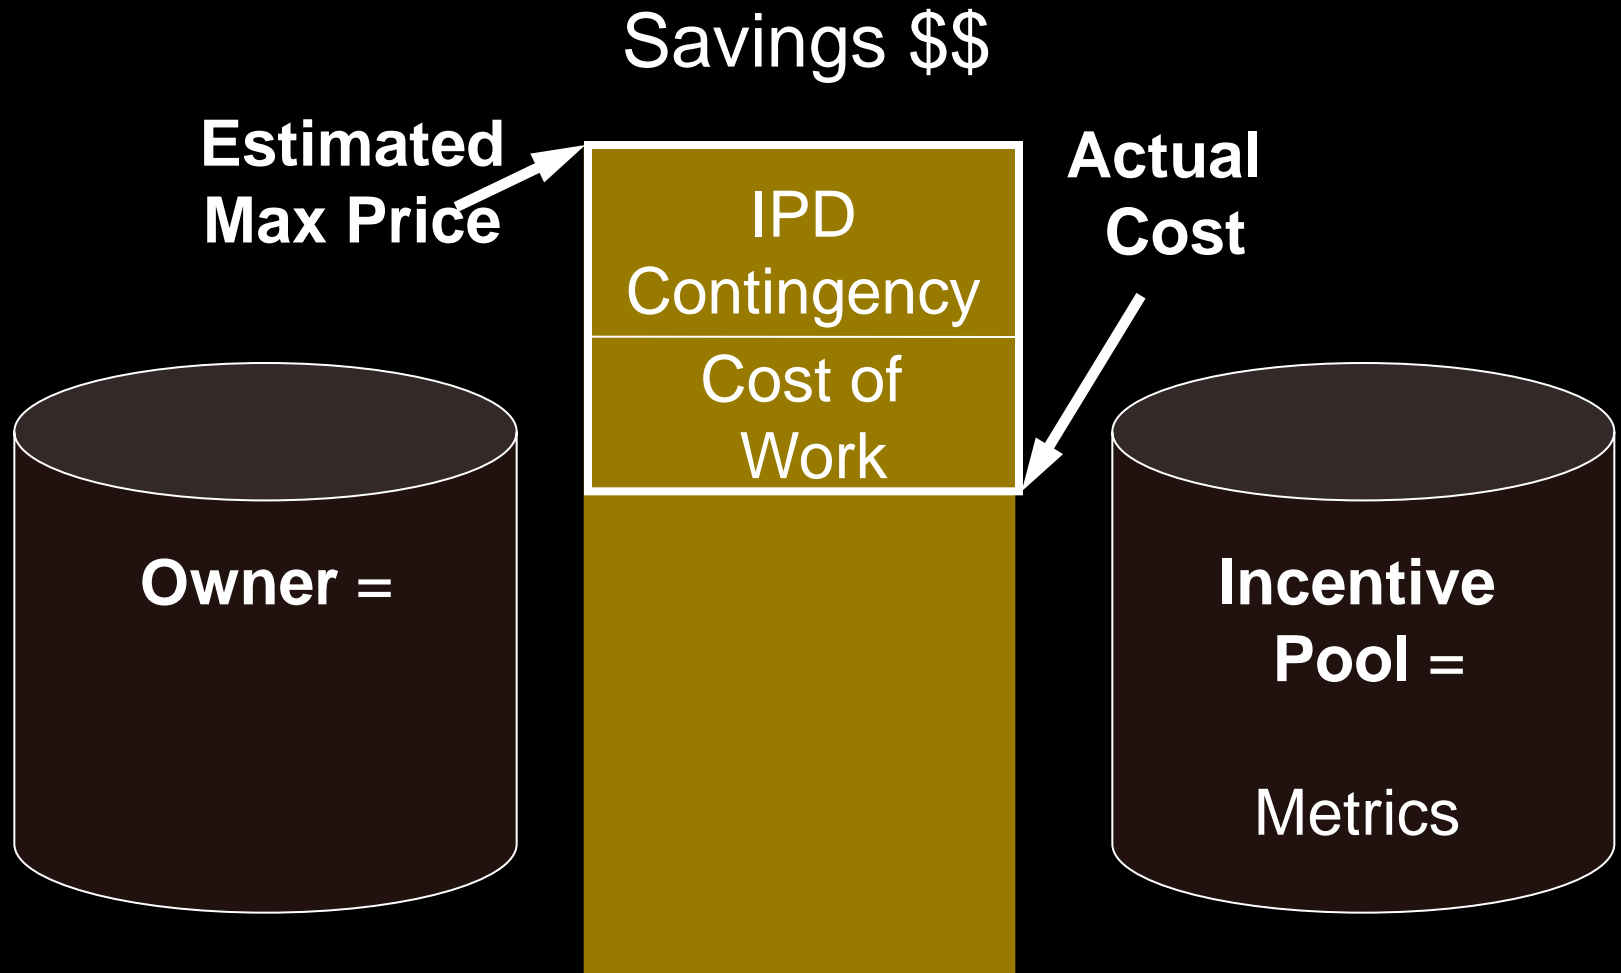 Savings $$
Estimated
Max Price
Actual
Cost
IPD
Contingency
Cost of
Work
Owner =
Incentive
Pool =
Metrics